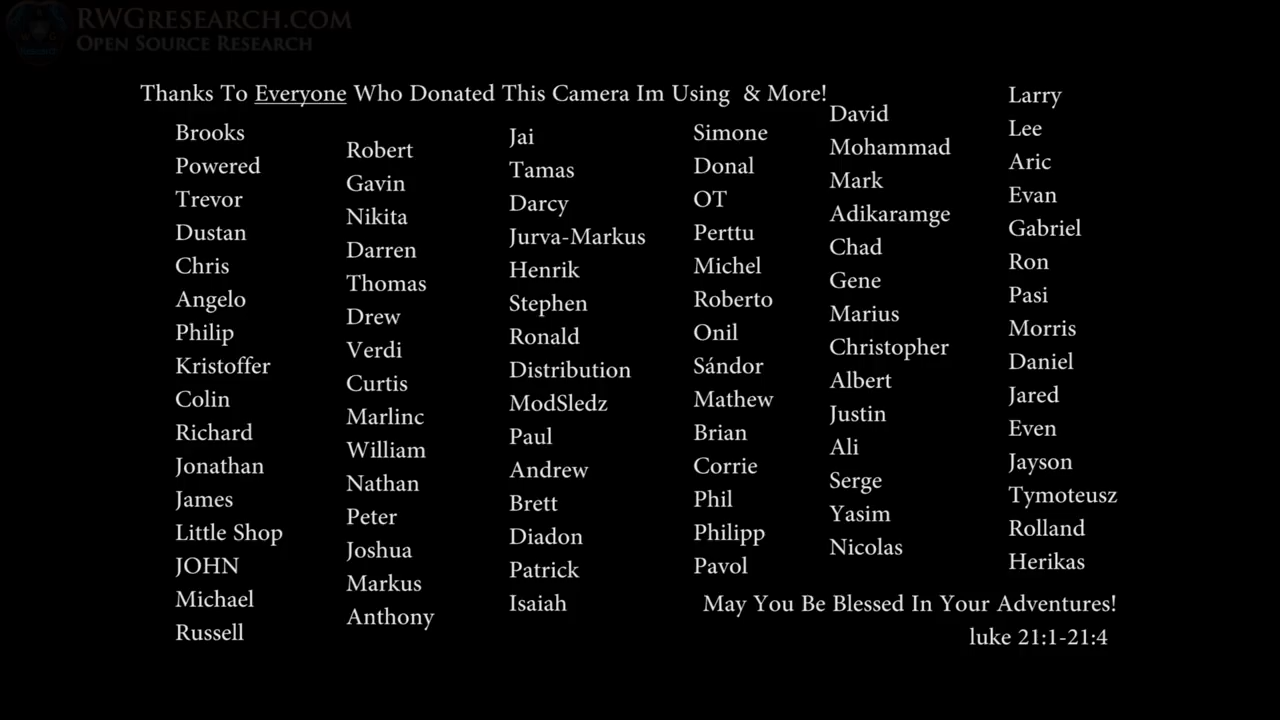 RWGresearch.com
Open Source Research
Thanks To Everyone Who Donated This Camera Im Using & More!
Brooks
Powered
Trevor
Dustan
Chris
Angelo
Philip
Kristoffer
Colin
Richard
Jonathan
James
Little Shop
JOHN
Michael
Russell
Robert
Gavin
Nikita
Darren
Thomas
Drew
Verdi
Curtis
Marlinc
William
Nathan
Peter
Joshua
Markus
Anthony
Jai
Tamas
Darcy
Jurva-Markus
Henrik
Stephen
Ronald
Distribution
ModSledz
Paul
Andrew
Brett
Diadon
Patrick
Isaiah
Simone
Donal
OT
Perttu
Michel
Roberto
Onil
Sándor
Mathew
Brian
Corrie
Phil
Philipp
Pavol
David
Mohammad
Mark
Adikaramge
Chad
Gene
Marius
Christopher
Albert
Justin
Ali
Serge
Yasim
Nicolas
Larry
Lee
Aric
Evan
Gabriel
Ron
Pasi
Morris
Daniel
Jared
Even
Jayson
Tymoteusz
Rolland
Herikas
May You Be Blessed In Your Adventures!
luke 21:1-21:4